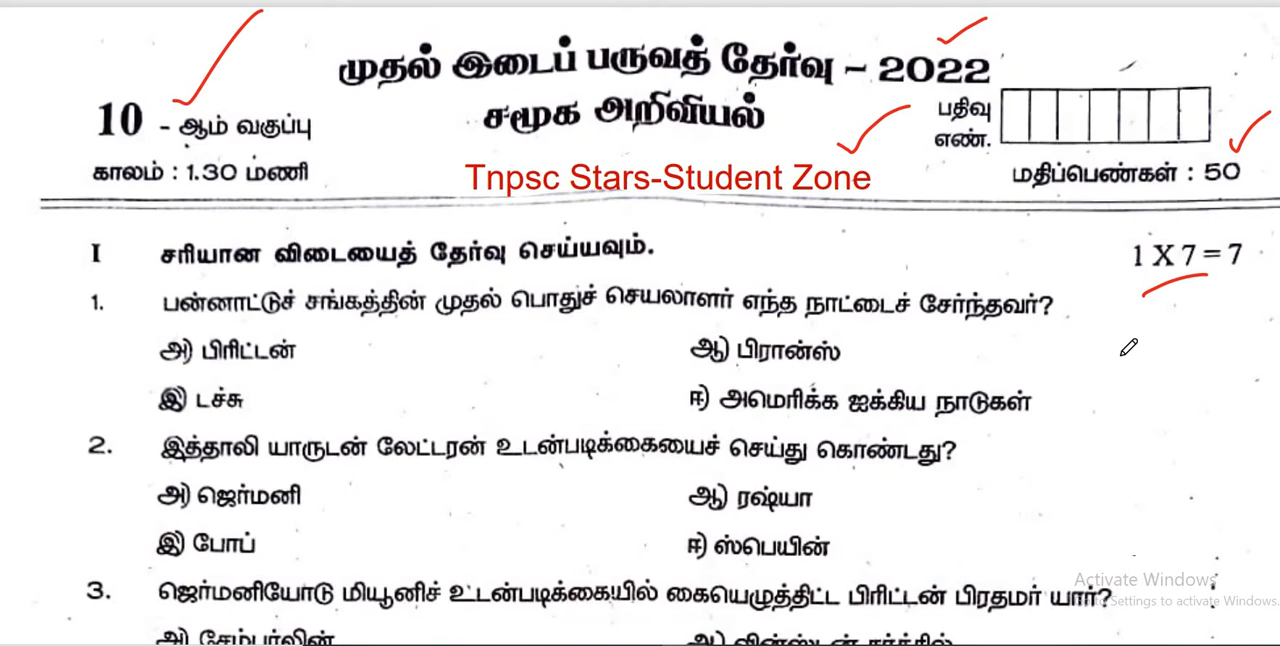 முதல் இடைப் பருவத் தேர்வு – 2022
10 - ஆம் வகுப்பு
சமூக அறிவியல்
பதிவு எண்.
காலம் : 1.30 மணி
Tnpsc Stars-Student Zone
மதிப்பெண்கள் : 50
I சரியான விடையைத் தேர்வு செய்யவும். 1 X 7 = 7
1. பன்னாட்டுச் சங்கத்தின் முதல் பொதுச் செயலாளர் எந்த நாட்டைச் சேர்ந்தவர்?
அ) பிரிட்டன் ஆ) பிரான்ஸ்
இ) டச்சு ஈ) அமெரிக்க ஐக்கிய நாடுகள்
2. இத்தாலி யாருடன் லேட்டரன் உடன்படிக்கையைச் செய்து கொண்டது?
அ) ஜெர்மனி ஆ) ரஷ்யா
இ) போப் ஈ) ஸ்பெயின்
3. ஜெர்மனியோடு மியூனிச் உடன்படிக்கையில் கையெழுத்திட்ட பிரிட்டன் பிரதமர் யார்?
Activate Windows
Settings to activate Windows.
அ) சேம்பர்லின்